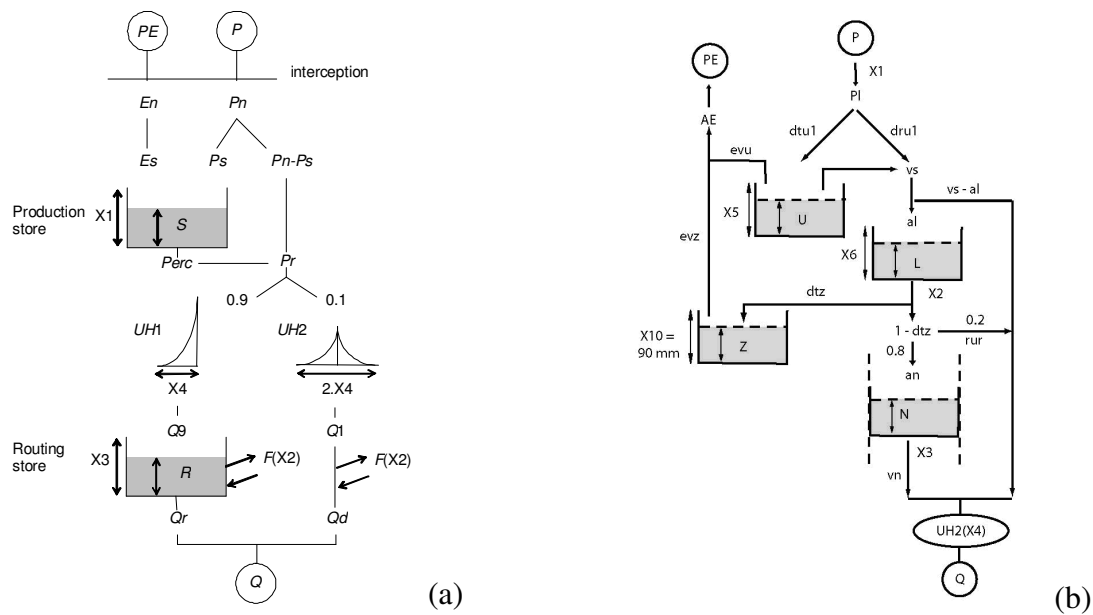 PE
P
interception
En
Pn
Es
Ps
Pn-Ps
Production
store
X1
S
Perc
Pr
0.9
0.1
UH1
UH2
X4
2.X4
Q9
Q1
Routing
store
X3
R
F(X2)
F(X2)
Qr
Qd
Q
(a)
P
PE
X1
Pl
AE
dtu1
dru1
evu
vs
vs - al
X5
U
al
evz
X6
L
dtz
X2
X10 =
90 mm
Z
1 - dtz
0.2
rur
0.8
an
N
X3
vn
UH2(X4)
Q
(b)